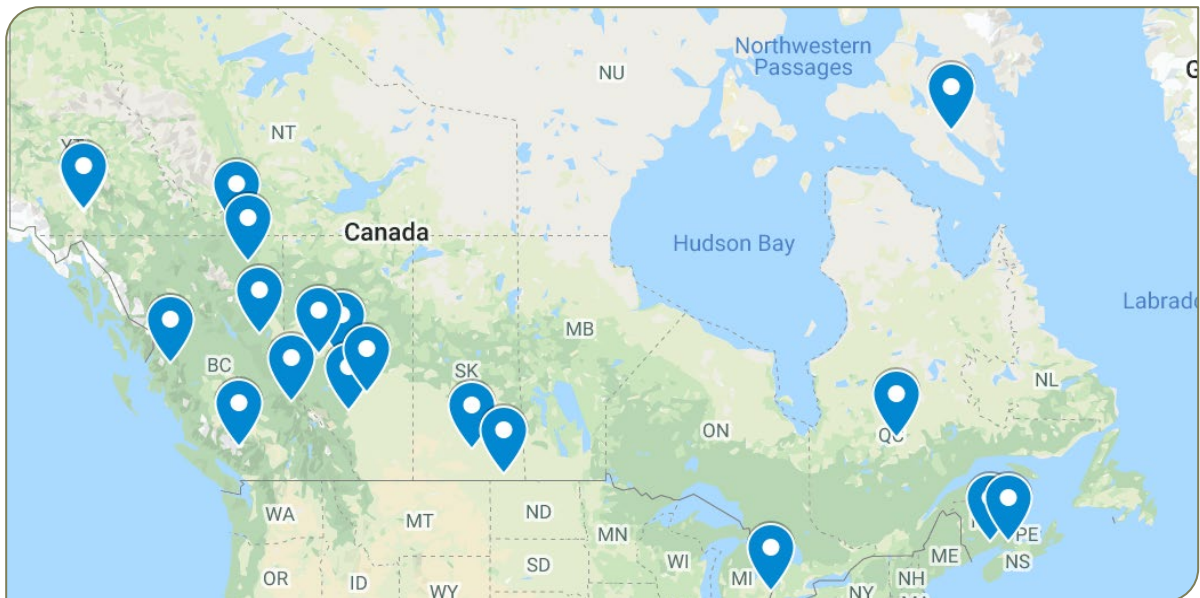 Northwestern
Passages
NU
G
NT
YT
Canada
Hudson Bay
Labrado
MB
BC
SK
NL
ON
QC
WA
MT
ND
MN
PE
NS
ME
OR
ID
SD
WI
MI
NH
NY
WY